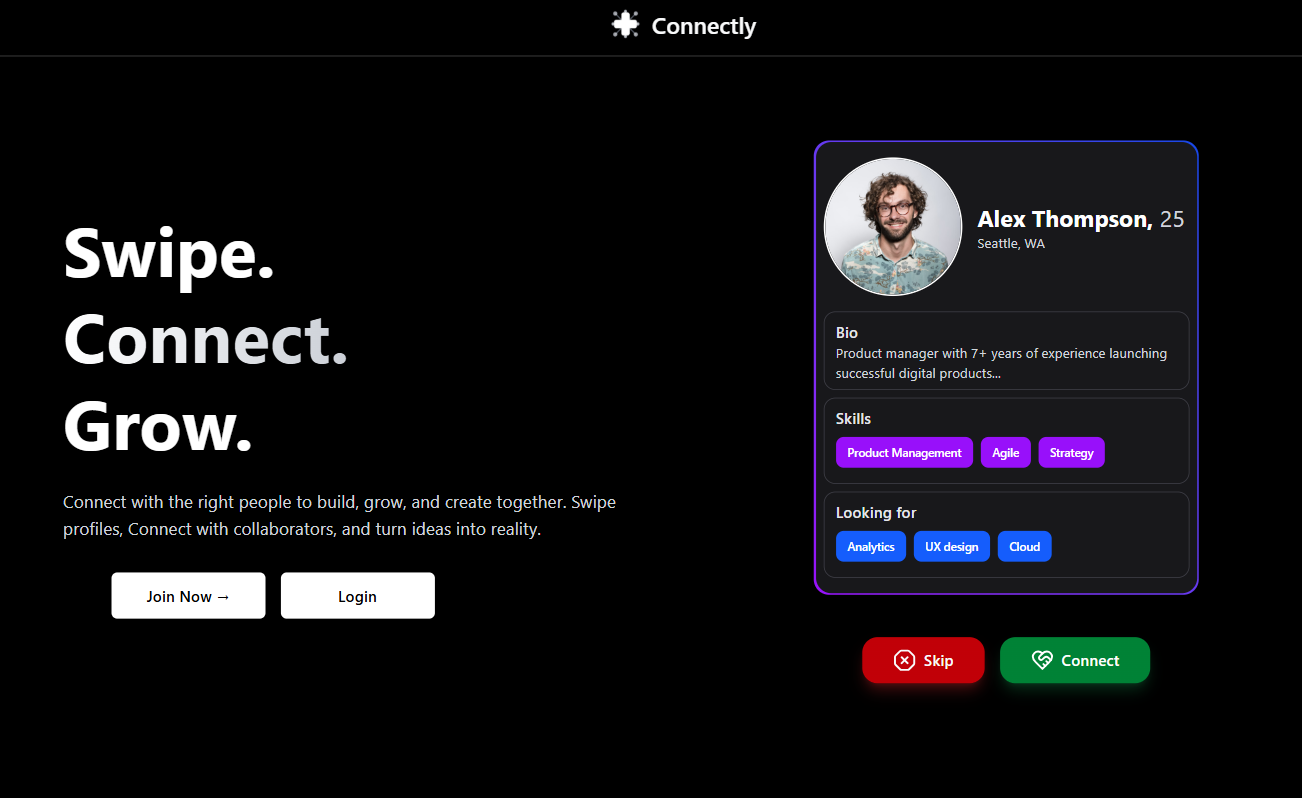 Connectly
Swipe.
Connect.
Grow.
Connect with the right people to build, grow, and create together. Swipe
profiles, Connect with collaborators, and turn ideas into reality.
Join Now →
Login
Alex Thompson, 25
Seattle, WA
Bio
Product manager with 7+ years of experience launching
successful digital products...
Skills
Product Management
Agile
Strategy
Looking for
Analytics
UX design
Cloud
Skip
Connect